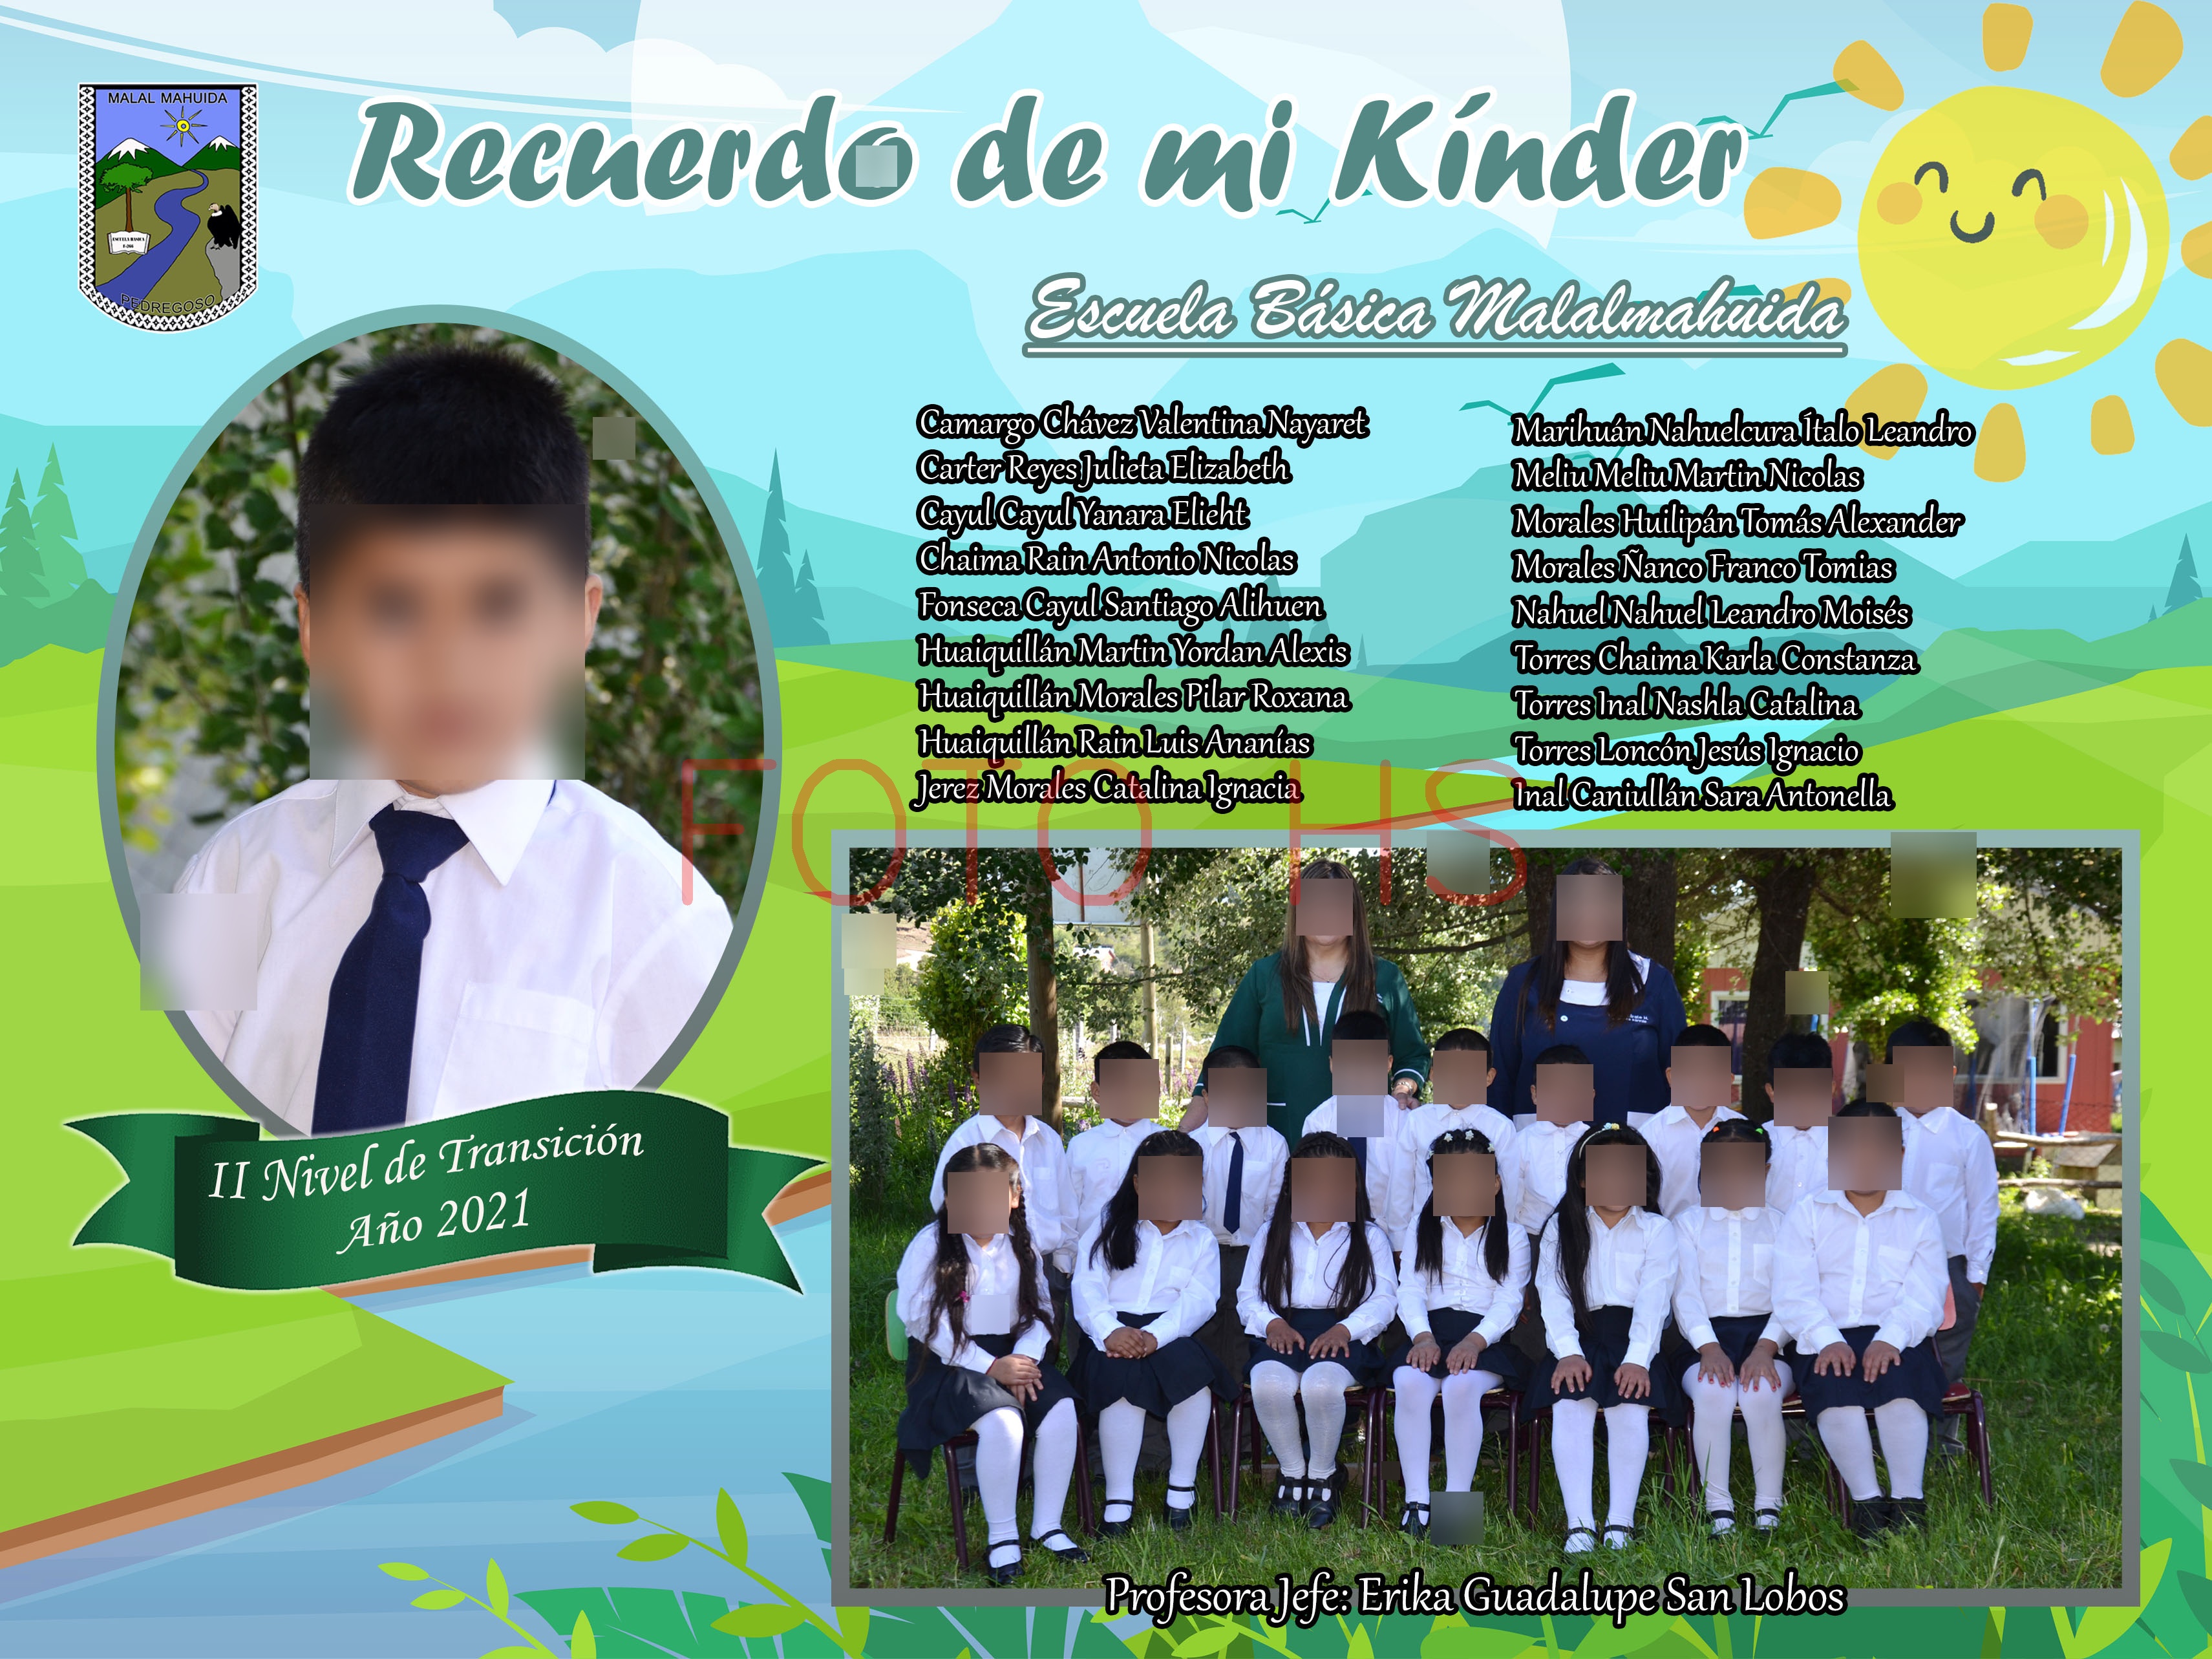 MALAL MAHUIDA
ESCUELA BASICA
PEDREGOSO
Recuerdo de mi Kínder
Escuela Básica Malalmahuida
Camargo Chávez Valentina Nayaret
Carter Reyes Julieta Elizabeth
Cayul Cayul Yanara Elieht
Chaima Rain Antonio Nicolas
Fonseca Cayul Santiago Alihuen
Huaiquillán Martin Yordan Alexis
Huaiquillán Morales Pilar Roxana
Huaiquillán Rain Luis Ananías
Jerez Morales Catalina Ignacia
Marihuán Nahuelcura Ítalo Leandro
Meliu Meliu Martin Nicolas
Morales Huilipán Tomás Alexander
Morales Ñanco Franco Tomias
Nahuel Nahuel Leandro Moisés
Torres Chaima Karla Constanza
Torres Inal Nashla Catalina
Torres Loncón Jesús Ignacio
Inal Caniullán Sara Antonella
FOTO HS
II Nivel de Transición
Año 2021
Profesora Jefe: Erika Guadalupe San Lobos